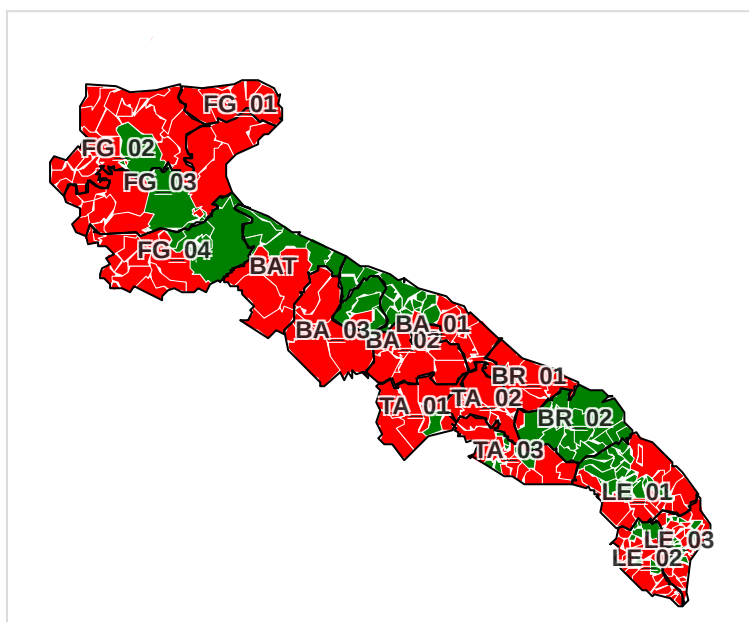 FG_01
FG_02
FG_03
FG_04
BAT
BA_01
BA_03
BA_02
BR_01
TA_02
TA_01
BR_02
TA_03
LE_01
LE_03
LE_02